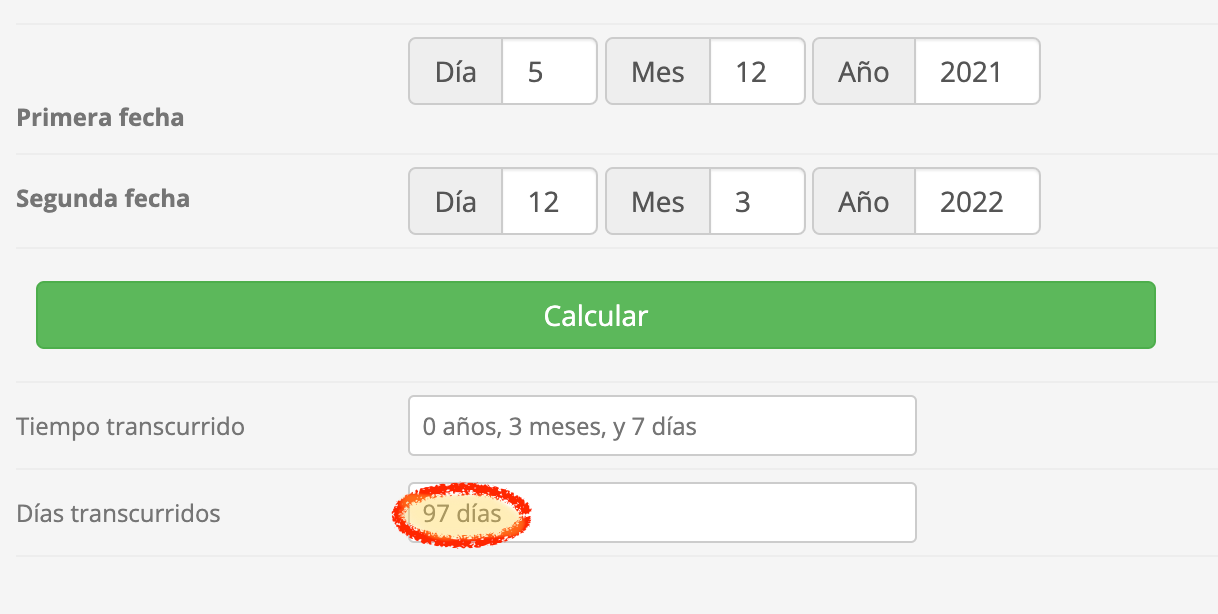 Día 5 Mes 12 Año 2021
Primera fecha
Segunda fecha Día 12 Mes 3 Año 2022
Calcular
Tiempo transcurrido 0 años, 3 meses, y 7 días
Días transcurridos 97 días